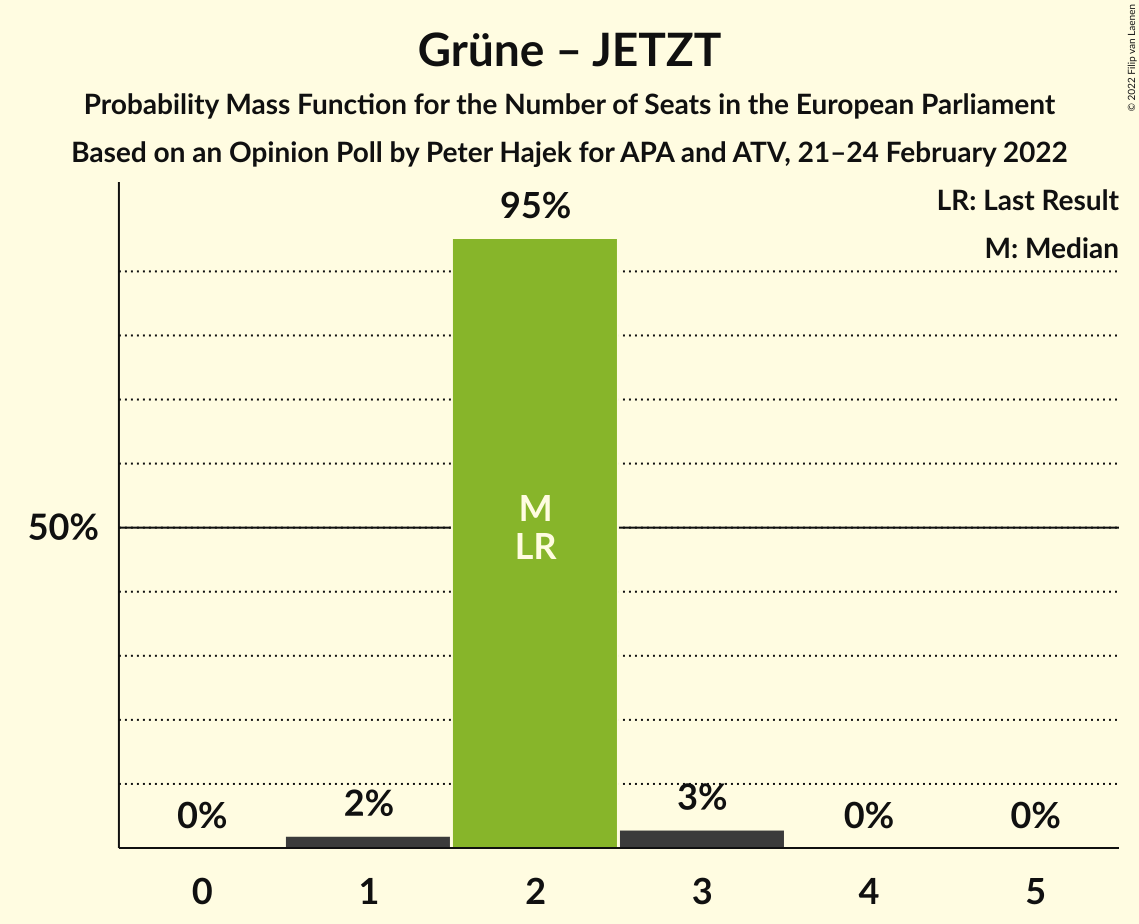 Grüne – JETZT
Probability Mass Function for the Number of Seats in the European Parliament
Based on an Opinion Poll by Peter Hajek for APA and ATV, 21–24 February 2022
© 2022 Filip van Laenen
LR: Last Result
M: Median
95%
50%
M
LR
0%
2%
3%
0%
0%
0
1
2
3
4
5